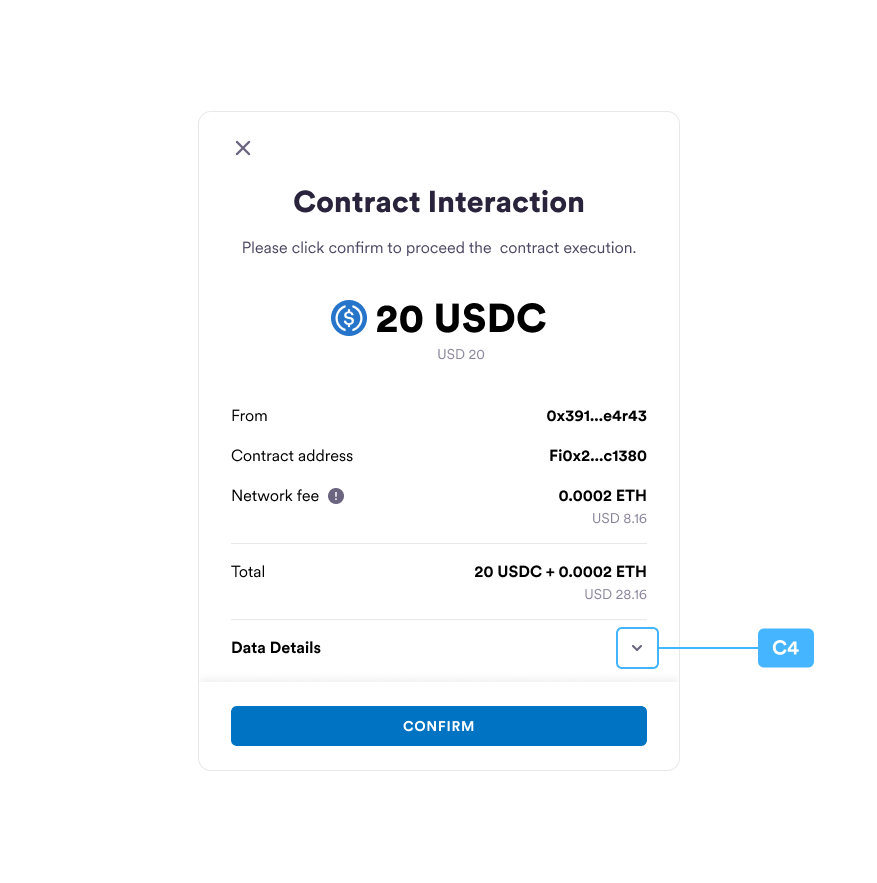 Contract Interaction
Please click confirm to proceed the  contract execution.
20 USDC
USD 20
From 0x391...e4r43
Contract address Fi0x2...c1380
Network fee 0.0002 ETH
USD 8.16
Total 20 USDC + 0.0002 ETH
USD 28.16
Data Details
C4
CONFIRM